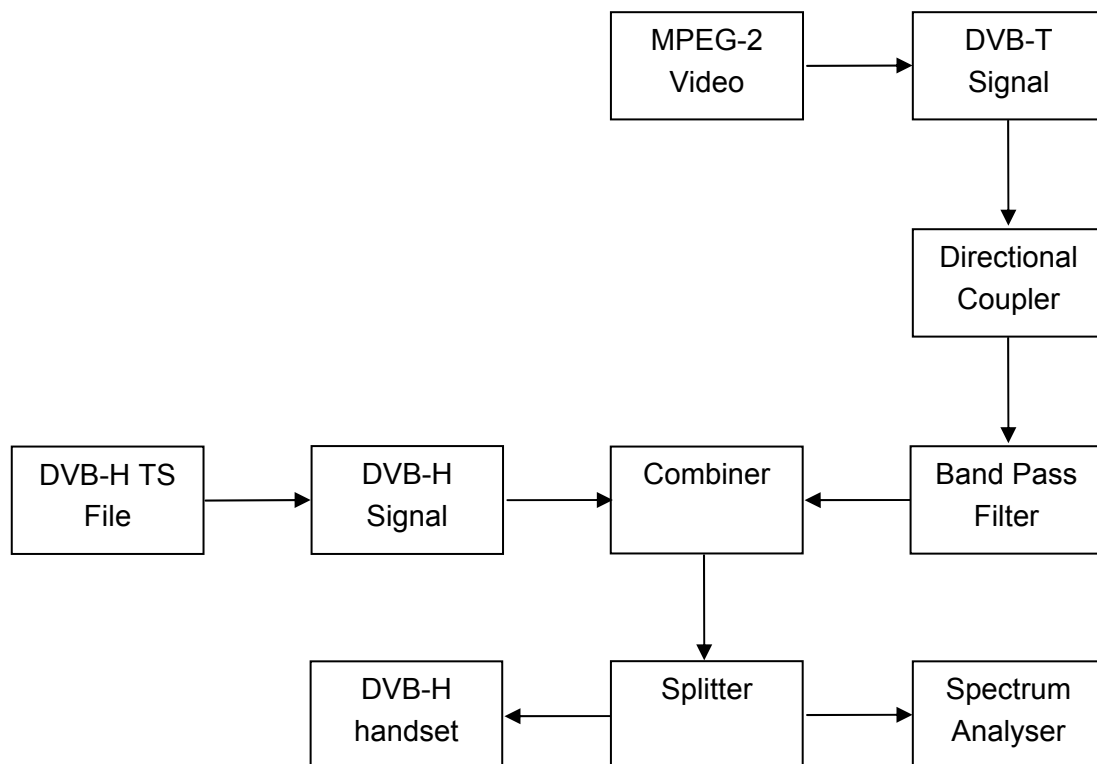 MPEG-2
Video
DVB-T
Signal
Directional
Coupler
DVB-H TS
File
DVB-H
Signal
Combiner
Band Pass
Filter
DVB-H
handset
Splitter
Spectrum
Analyser